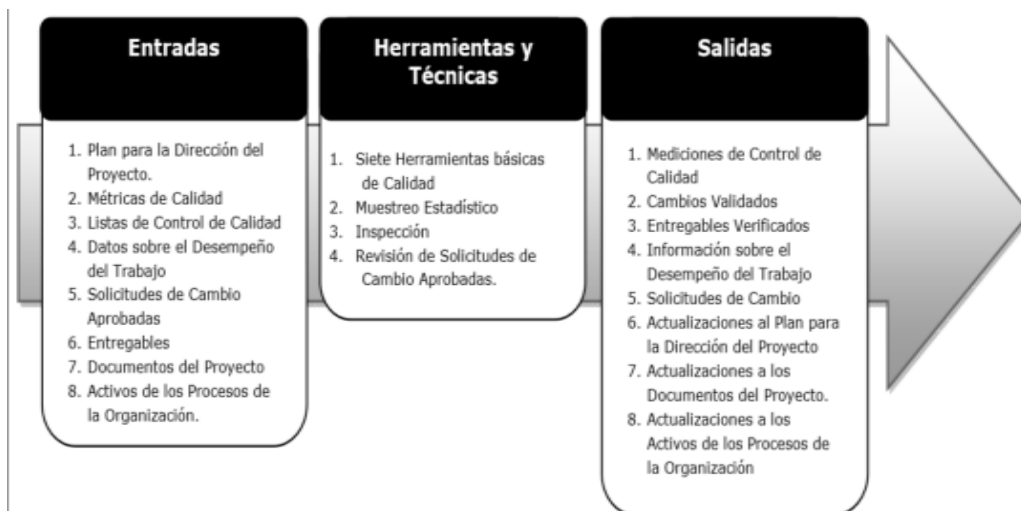 Entradas
1. Plan para la Dirección del
Proyecto.
2. Métricas de Calidad
3. Listas de Control de Calidad
4. Datos sobre el Desempeño
del Trabajo
5. Solicitudes de Cambio
Aprobadas
6. Entregables
7. Documentos del Proyecto
8. Activos de los Procesos de
la Organización.
Herramientas y
Técnicas
1. Siete Herramientas básicas
de Calidad
2. Muestreo Estadístico
3. Inspección
4. Revisión de Solicitudes de
Cambio Aprobadas.
Salidas
1. Mediciones de Control de
Calidad
2. Cambios Validados
3. Entregables Verificados
4. Información sobre el
Desempeño del Trabajo
5. Solicitudes de Cambio
6. Actualizaciones al Plan para
la Dirección del Proyecto
7. Actualizaciones a los
Documentos del Proyecto.
8. Actualizaciones a los
Activos de los Procesos de
la Organización